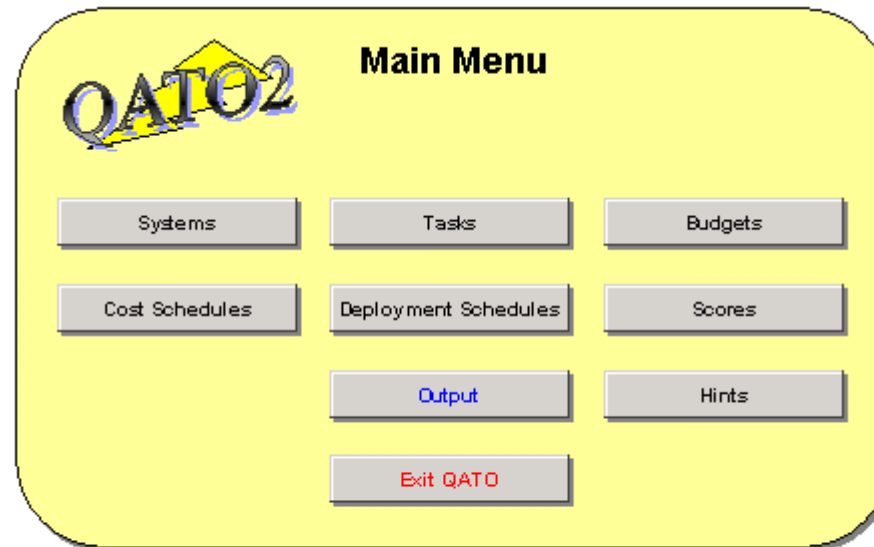 QATO2
Main Menu
Systems
Tasks
Budgets
Cost Schedules
Deployment Schedules
Scores
Output
Hints
Exit QATO